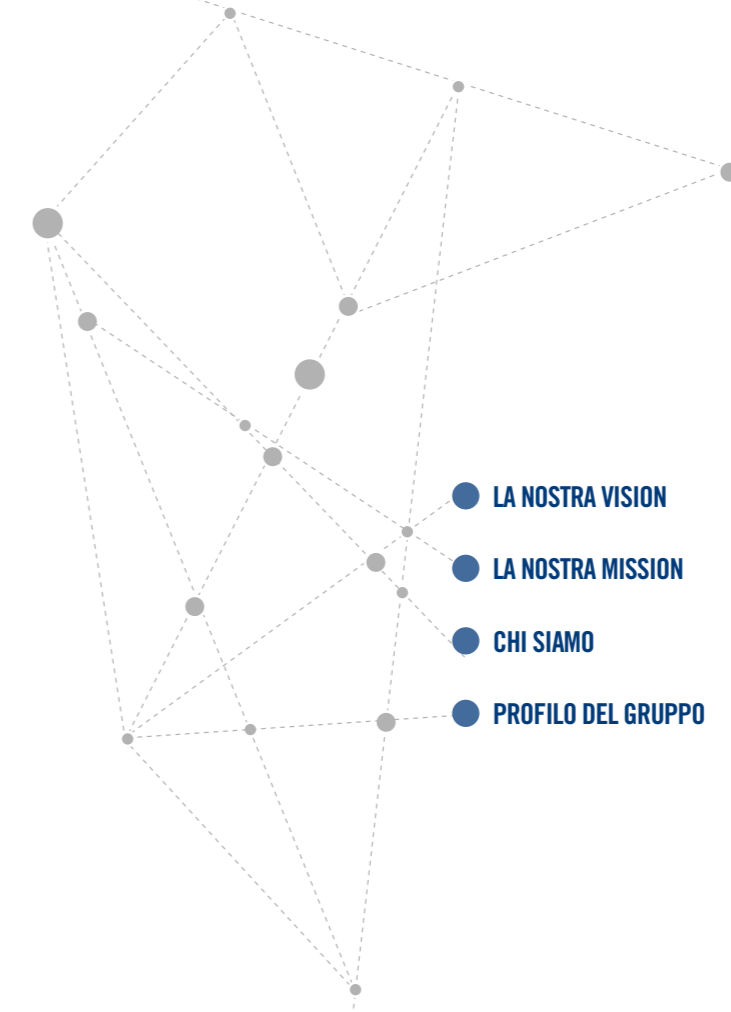 LA NOSTRA VISION
LA NOSTRA MISSION
CHI SIAMO
PROFILO DEL GRUPPO